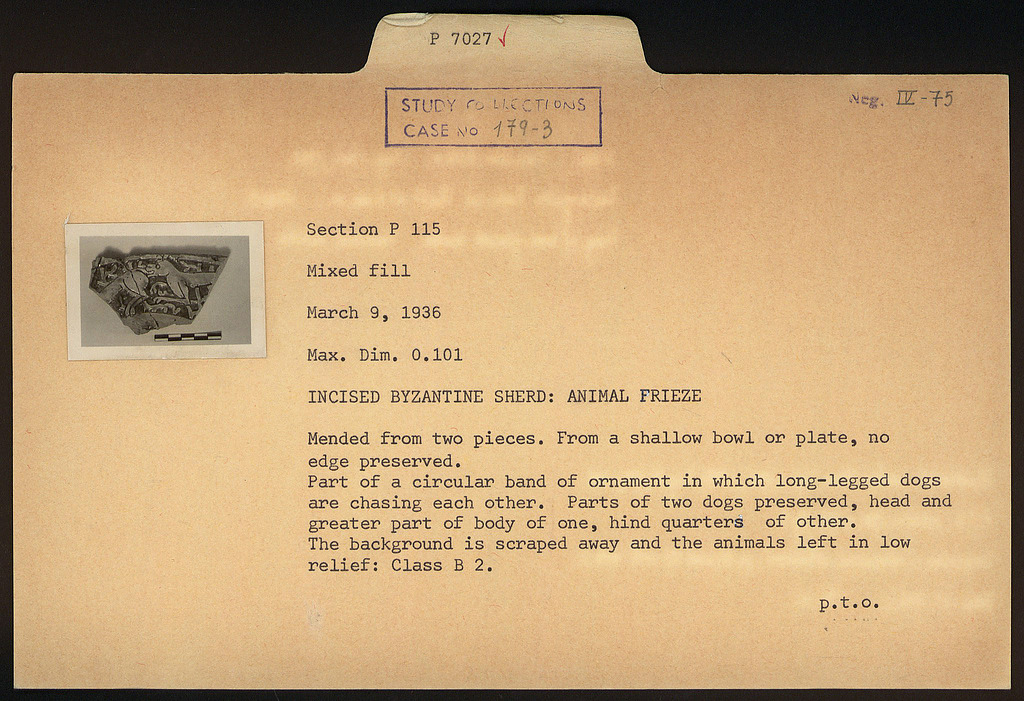 P 7027 ✓
STUDY COLLECTIONS
CASE NO 179-3
Neg. IV-75
Section P 115
Mixed fill
March 9, 1936
Max. Dim. 0.101
INCISED BYZANTINE SHERD: ANIMAL FRIEZE
Mended from two pieces. From a shallow bowl or plate, no
edge preserved.
Part of a circular band of ornament in which long-legged dogs
are chasing each other. Parts of two dogs preserved, head and
greater part of body of one, hind quarters of other.
The background is scraped away and the animals left in low
relief: Class B 2.
p.t.o.